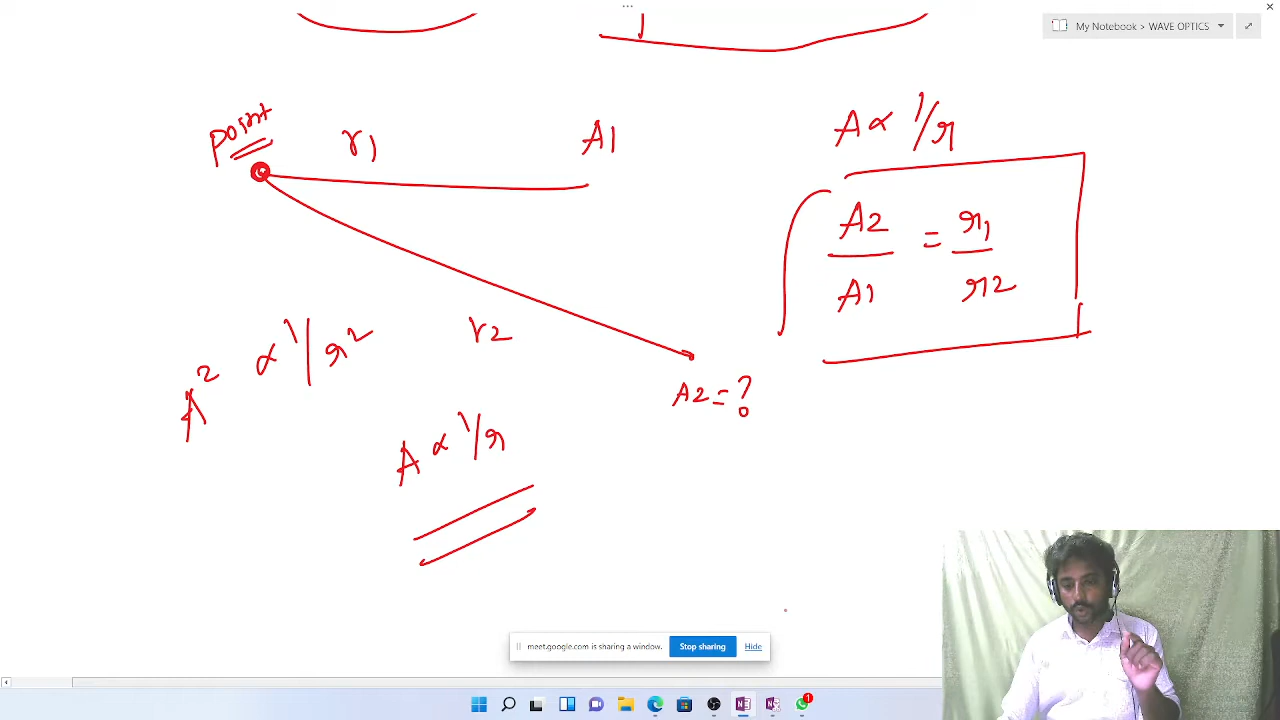 ...
My Notebook > WAVE OPTICS
point
r1
A1
A ∝ 1/r
A2/A1 = r1/r2
r2
A² ∝ 1/r²
A2 = ?
A ∝ 1/r
meet.google.com is sharing a window.
Stop sharing
Hide
1